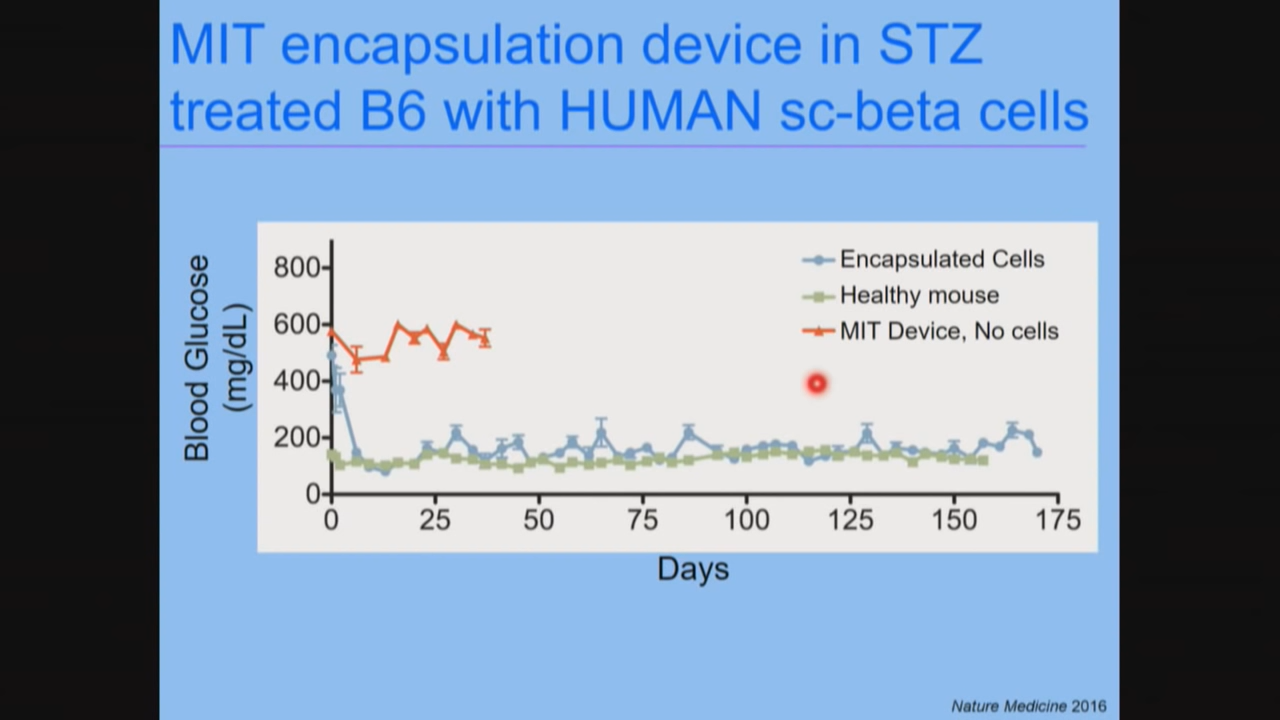 MIT encapsulation device in STZ
treated B6 with HUMAN sc-beta cells
Blood Glucose
(mg/dL)
800
600
400
200
0
Encapsulated Cells
Healthy mouse
MIT Device, No cells
0 25 50 75 100 125 150 175
Days
Nature Medicine 2016